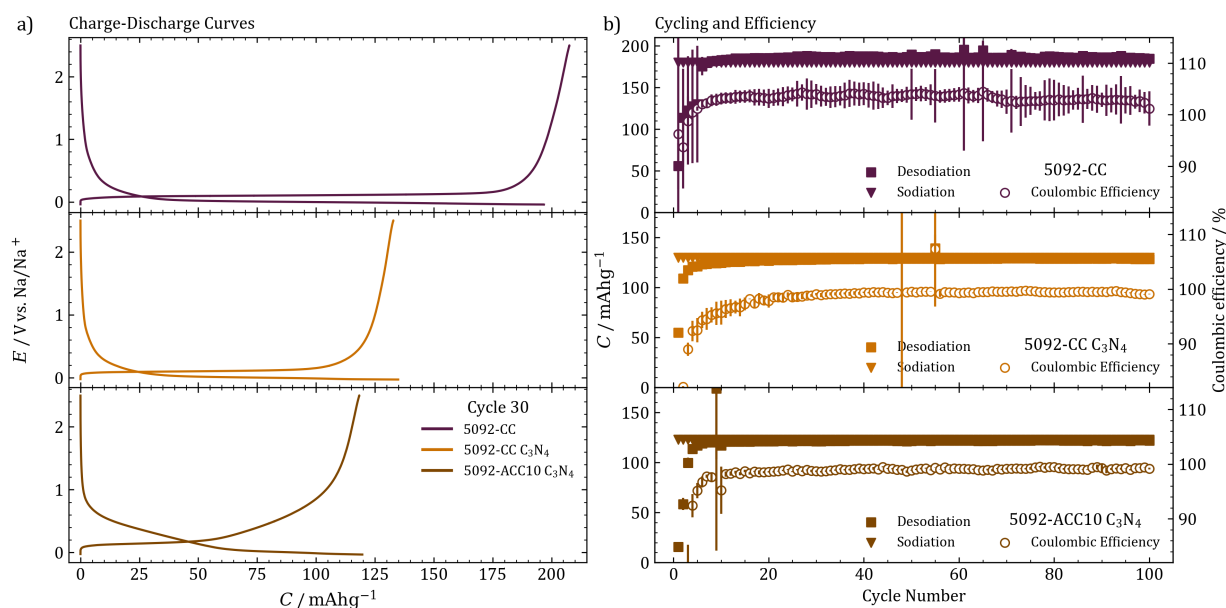 a) Charge-Discharge Curves
2
1
0
2
1
0
2
1
0
E / V vs. Na/Na⁺
Cycle 30
5092-CC
5092-CC C₃N₄
5092-ACC10 C₃N₄
0 25 50 75 100 125 150 175 200
C / mAhg⁻¹
b) Cycling and Efficiency
200
150
100
50
0
110
100
90
Desodiation 5092-CC
Sodiation Coulombic Efficiency
150
100
50
0
110
100
90
Desodiation 5092-CC C₃N₄
Sodiation Coulombic Efficiency
150
100
50
0
110
100
90
Desodiation 5092-ACC10 C₃N₄
Sodiation Coulombic Efficiency
C / mAhg⁻¹
Coulombic efficiency / %
0 20 40 60 80 100
Cycle Number